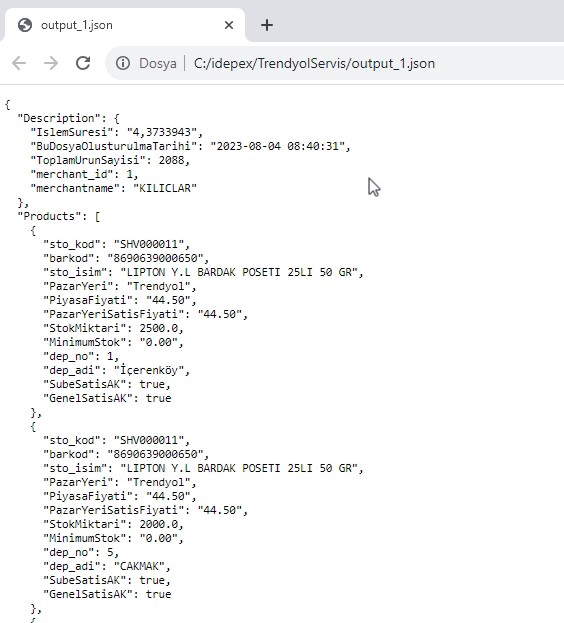 output_1.json
Dosya
C:/idepex/TrendyolServis/output_1.json
{
  "Description": {
    "IslemSuresi": "4,3733943",
    "BuDosyaOlusturulmaTarihi": "2023-08-04 08:40:31",
    "ToplamUrunSayisi": 2088,
    "merchant_id": 1,
    "merchantname": "KILICLAR"
  },
  "Products": [
    {
      "sto_kod": "SHV000011",
      "barkod": "8690639000650",
      "sto_isim": "LIPTON Y.L BARDAK POSETI 25LI 50 GR",
      "PazarYeri": "Trendyol",
      "PiyasaFiyati": "44.50",
      "PazarYeriSatisFiyati": "44.50",
      "StokMiktari": 2500.0,
      "MinimumStok": "0.00",
      "dep_no": 1,
      "dep_adi": "İçerenköy",
      "SubeSatisAK": true,
      "GenelSatisAK": true
    },
    {
      "sto_kod": "SHV000011",
      "barkod": "8690639000650",
      "sto_isim": "LIPTON Y.L BARDAK POSETI 25LI 50 GR",
      "PazarYeri": "Trendyol",
      "PiyasaFiyati": "44.50",
      "PazarYeriSatisFiyati": "44.50",
      "StokMiktari": 2000.0,
      "MinimumStok": "0.00",
      "dep_no": 5,
      "dep_adi": "CAKMAK",
      "SubeSatisAK": true,
      "GenelSatisAK": true
    },
    {